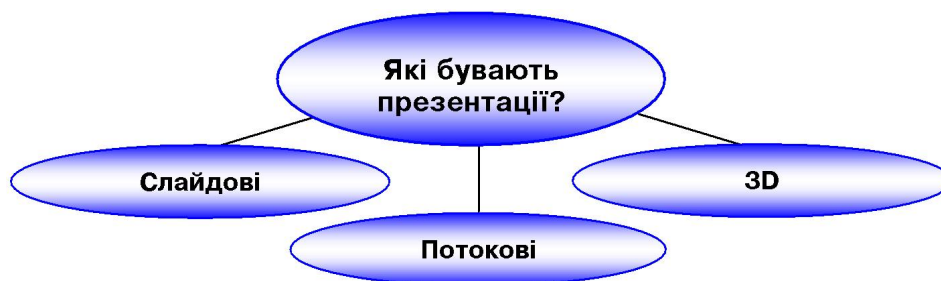 Які бувають
презентації?
Слайдові
3D
Потокові